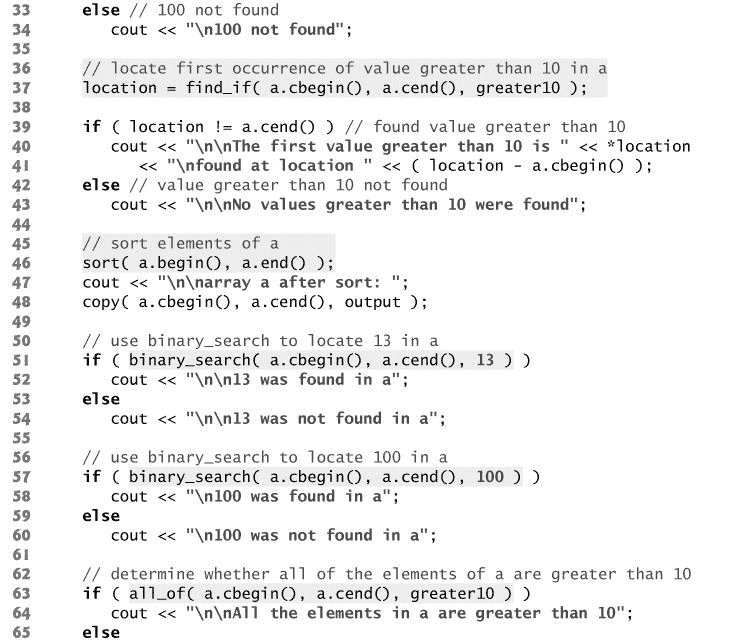 33 else // 100 not found
34 cout << "\n100 not found";
35
36 // locate first occurrence of value greater than 10 in a
37 location = find_if( a.cbegin(), a.cend(), greater10 );
38
39 if ( location != a.cend() ) // found value greater than 10
40 cout << "\n\nThe first value greater than 10 is " << *location
41 << "\nfound at location " << ( location - a.cbegin() );
42 else // value greater than 10 not found
43 cout << "\n\nNo values greater than 10 were found";
44
45 // sort elements of a
46 sort( a.begin(), a.end() );
47 cout << "\n\narray a after sort: ";
48 copy( a.cbegin(), a.cend(), output );
49
50 // use binary_search to locate 13 in a
51 if ( binary_search( a.cbegin(), a.cend(), 13 ) )
52 cout << "\n\n13 was found in a";
53 else
54 cout << "\n\n13 was not found in a";
55
56 // use binary_search to locate 100 in a
57 if ( binary_search( a.cbegin(), a.cend(), 100 ) )
58 cout << "\n100 was found in a";
59 else
60 cout << "\n100 was not found in a";
61
62 // determine whether all of the elements of a are greater than 10
63 if ( all_of( a.cbegin(), a.cend(), greater10 ) )
64 cout << "\n\nAll the elements in a are greater than 10";
65 else